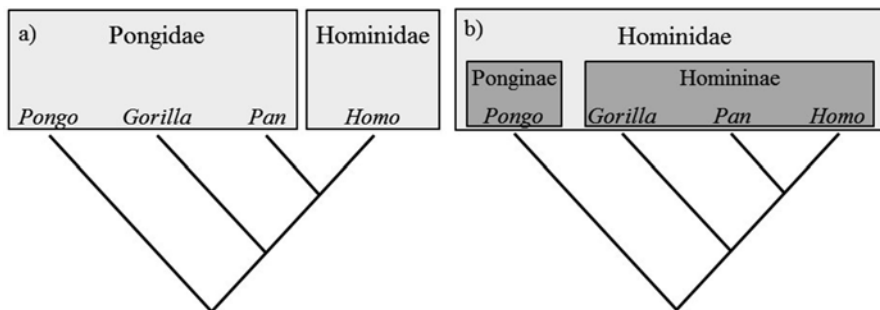 a)
Pongidae
Hominidae
Pongo Gorilla Pan Homo
b)
Hominidae
Ponginae Homininae
Pongo Gorilla Pan Homo